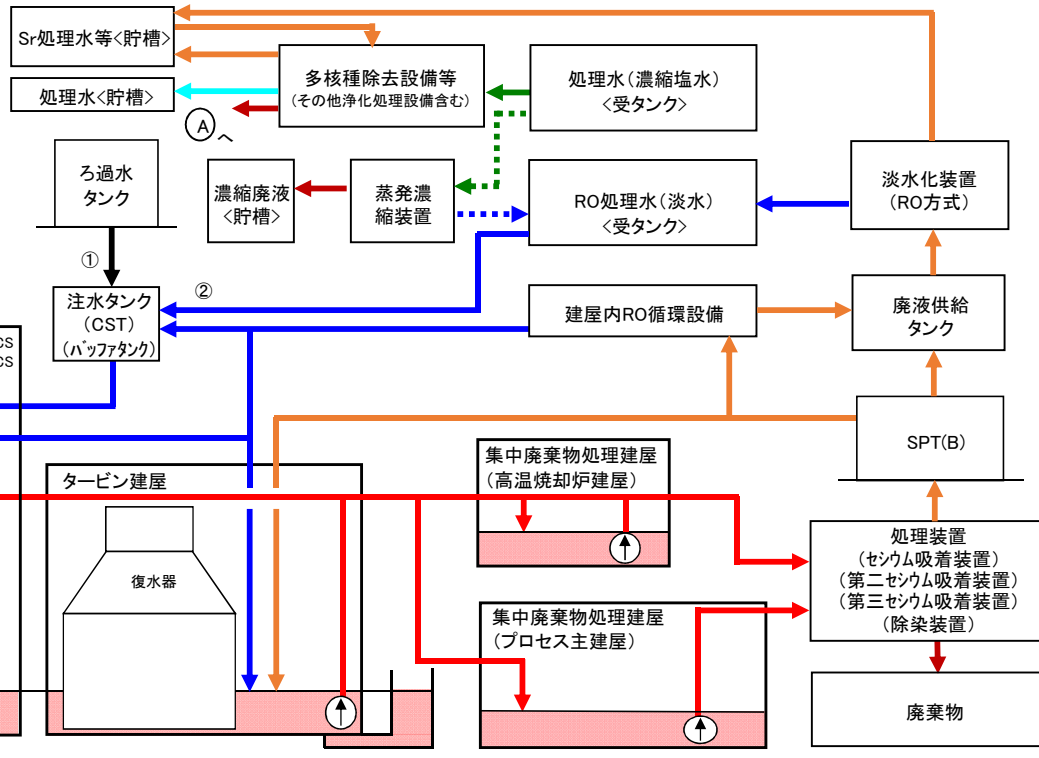 Sr処理水等<貯槽>
処理水<貯槽>
多核種除去設備等
(その他浄化処理設備含む)
A へ
処理水(濃縮塩水)
<受タンク>
ろ過水
タンク
濃縮廃液
<貯槽>
蒸発濃
縮装置
RO処理水(淡水)
<受タンク>
淡水化装置
(RO方式)
①
②
注水タンク
(CST)
(バッファタンク)
建屋内RO循環設備
廃液供給
タンク
CS
CS
SPT(B)
タービン建屋
復水器
集中廃棄物処理建屋
(高温焼却炉建屋)
処理装置
(セシウム吸着装置)
(第二セシウム吸着装置)
(第三セシウム吸着装置)
(除染装置)
集中廃棄物処理建屋
(プロセス主建屋)
廃棄物